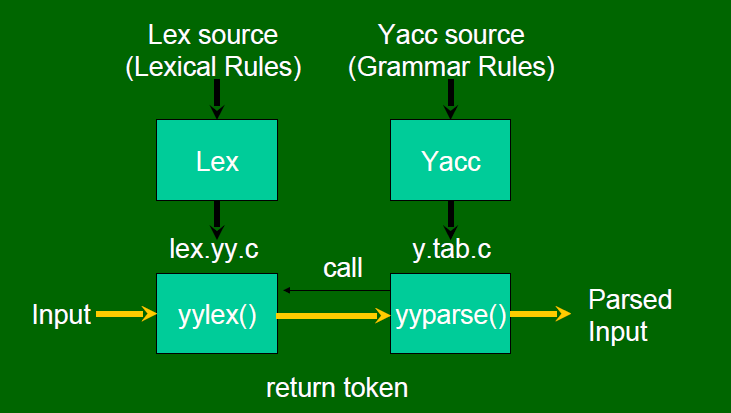 Lex source
(Lexical Rules)
Yacc source
(Grammar Rules)
Lex
Yacc
lex.yy.c
y.tab.c
call
Input
yylex()
yyparse()
Parsed
Input
return token